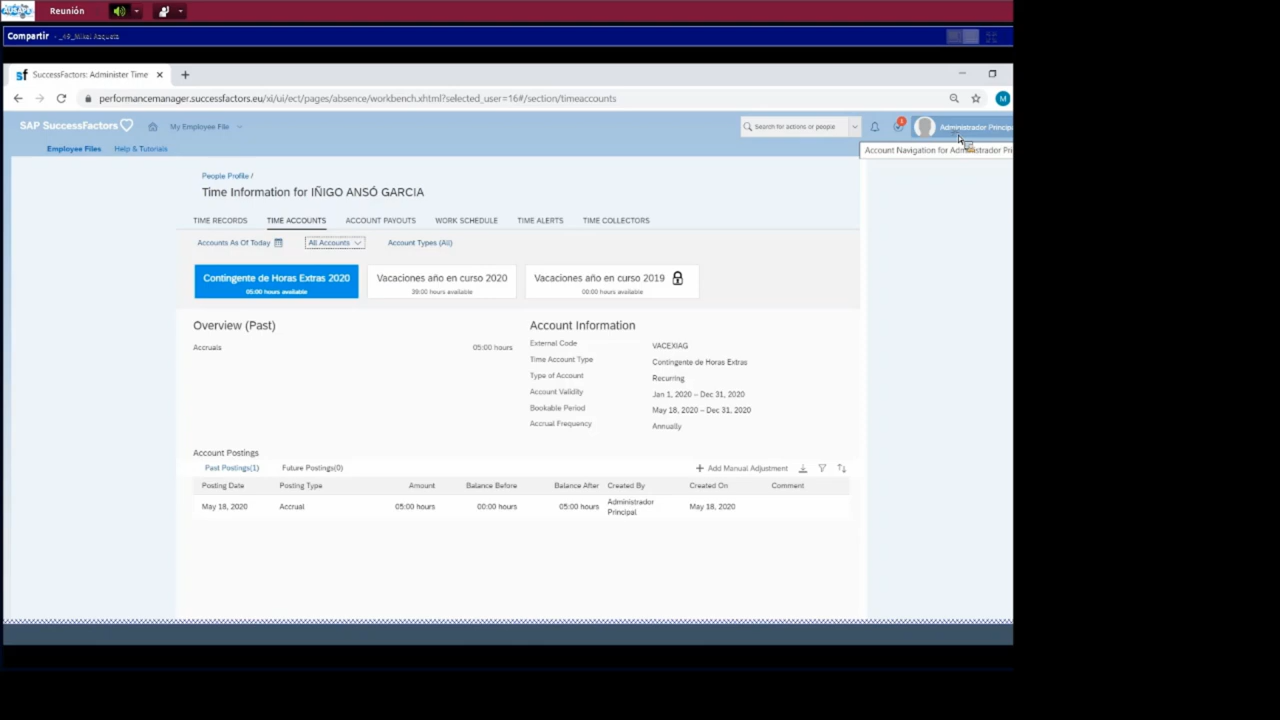 Reunión
Compartir - _49_Mikel Azqueta
SuccessFactors: Administer Time
performancemanager.successfactors.eu/xi/ui/ect/pages/absence/workbench.xhtml?selected_user=16#/section/timeaccounts
M
SAP SuccessFactors
My Employee File
Search for actions or people
Administrador Principa
Employee Files
Help & Tutorials
Account Navigation for Administrador Pri
People Profile /
Time Information for IÑIGO ANSÓ GARCIA
TIME RECORDS
TIME ACCOUNTS
ACCOUNT PAYOUTS
WORK SCHEDULE
TIME ALERTS
TIME COLLECTORS
Accounts As Of Today
All Accounts
Account Types (All)
Contingente de Horas Extras 2020
05:00 hours available
Vacaciones año en curso 2020
39:00 hours available
Vacaciones año en curso 2019
00:00 hours available
Overview (Past)
Accruals 05:00 hours
Account Information
External Code VACEXIAG
Time Account Type Contingente de Horas Extras
Type of Account Recurring
Account Validity Jan 1, 2020 – Dec 31, 2020
Bookable Period May 18, 2020 – Dec 31, 2020
Accrual Frequency Annually
Account Postings
Past Postings(1)
Future Postings(0)
Add Manual Adjustment
Posting Date Posting Type Amount Balance Before Balance After Created By Created On Comment
May 18, 2020 Accrual 05:00 hours 00:00 hours 05:00 hours Administrador Principal May 18, 2020